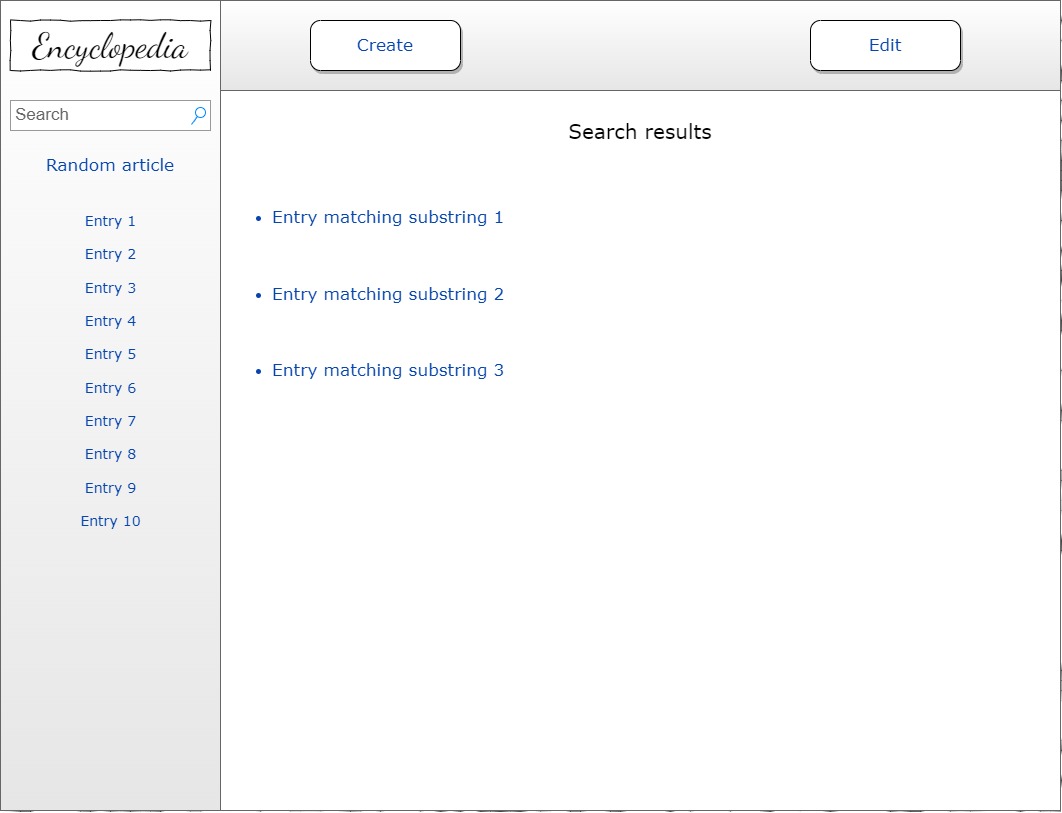 Encyclopedia
Create
Edit
Search
Random article
Entry 1
Entry 2
Entry 3
Entry 4
Entry 5
Entry 6
Entry 7
Entry 8
Entry 9
Entry 10
Search results
• Entry matching substring 1
• Entry matching substring 2
• Entry matching substring 3